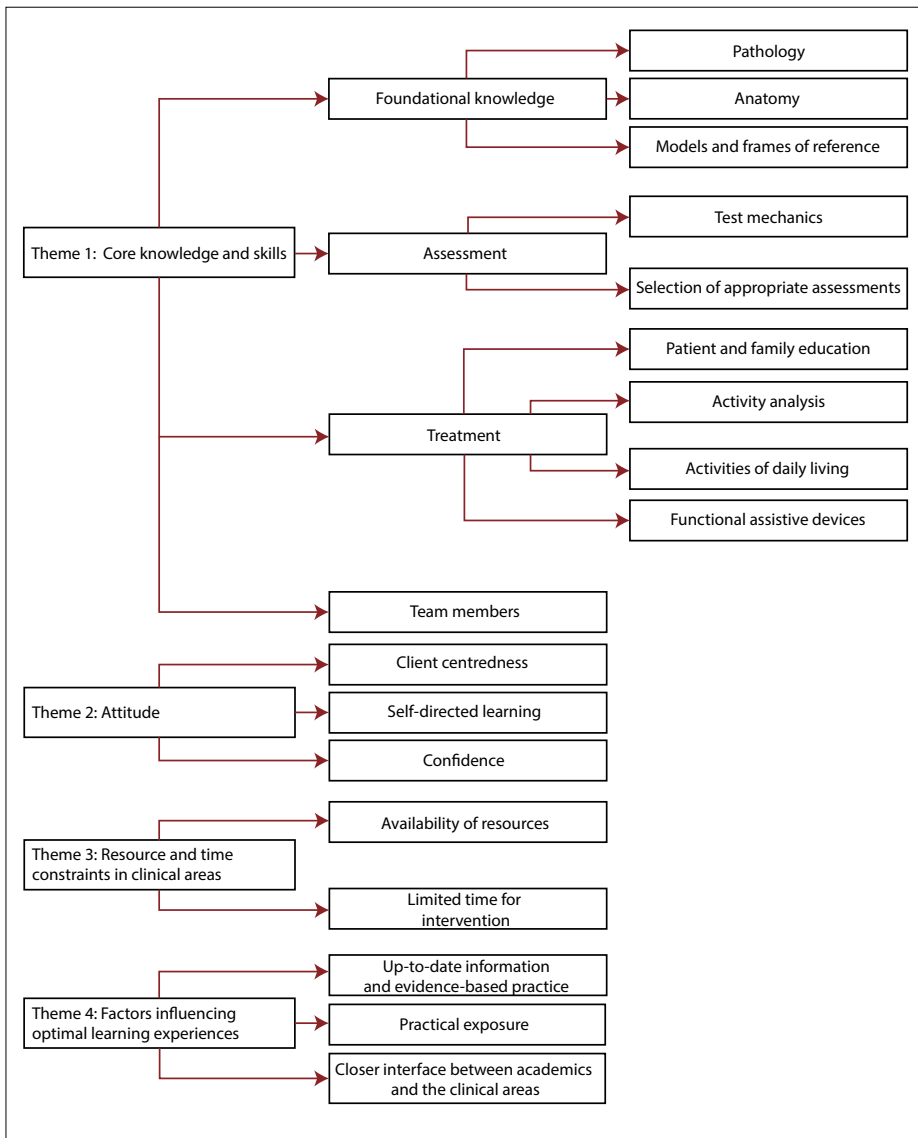 Pathology
Foundational knowledge
Anatomy
Models and frames of reference
Test mechanics
Theme 1: Core knowledge and skills
Assessment
Selection of appropriate assessments
Patient and family education
Activity analysis
Treatment
Activities of daily living
Functional assistive devices
Team members
Client centredness
Theme 2: Attitude
Self-directed learning
Confidence
Availability of resources
Theme 3: Resource and time
constraints in clinical areas
Limited time for
intervention
Up-to-date information
and evidence-based practice
Theme 4: Factors influencing
optimal learning experiences
Practical exposure
Closer interface between academics
and the clinical areas